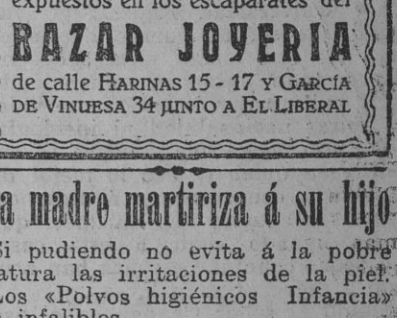 expuestos en los escaparates del
BAZAR JOYERIA
de calle HARINAS 15 - 17 Y GARCÍA
DE VINUESA 34 JUNTO A EL LIBERAL
a madre martiriza á su hijo
Si pudiendo no evita á la pobre
atura las irritaciones de la piel.
Los «Polvos higiénicos Infancia»
infalibles